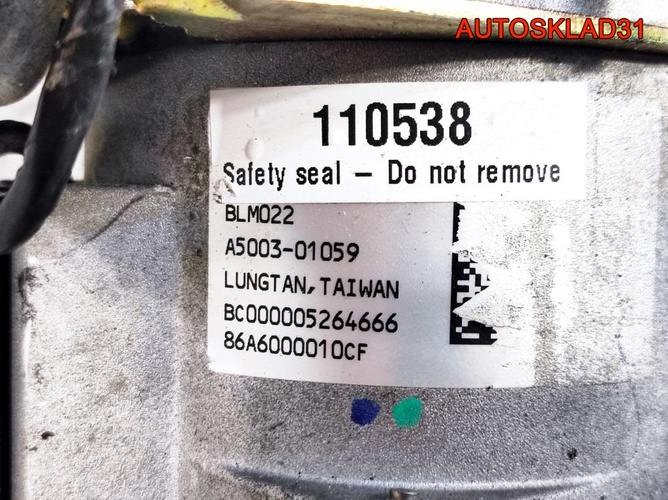 AUTOSKLAD31
110538
Safety seal – Do not remove
BLM022
A5003-01059
LUNGTAN,TAIWAN
BC000005264666
86A6000010CF